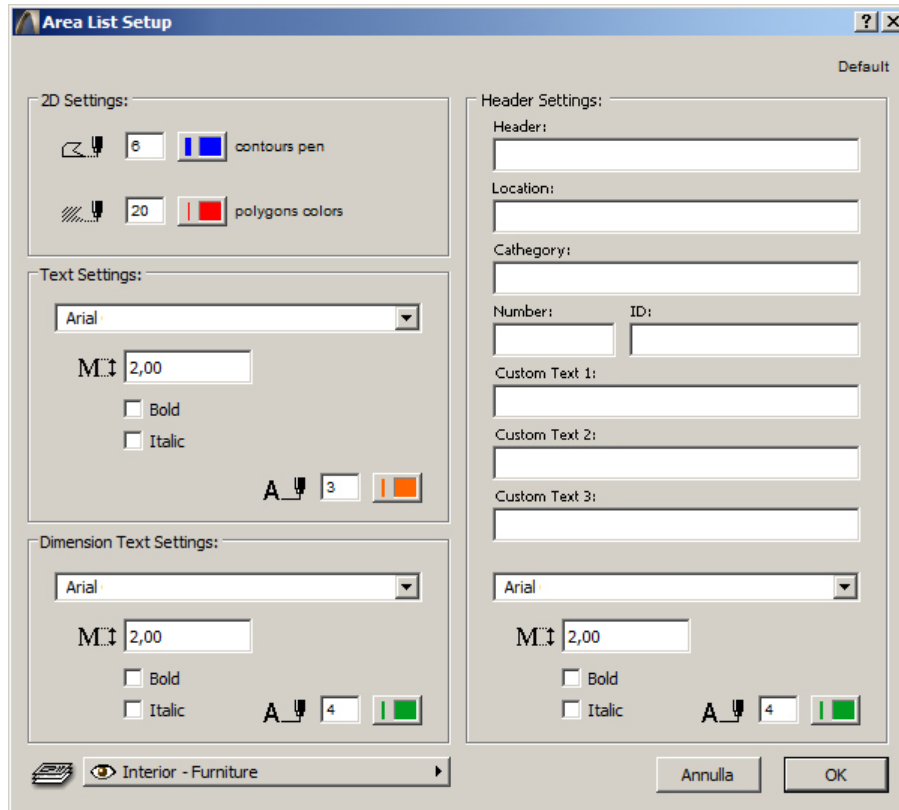 Area List Setup
Default
2D Settings:
6 contours pen
20 polygons colors
Text Settings:
Arial
M 2,00
Bold
Italic
A 3
Dimension Text Settings:
Arial
M 2,00
Bold
Italic
A 4
Interior - Furniture
Header Settings:
Header:
Location:
Cathegory:
Number: ID:
Custom Text 1:
Custom Text 2:
Custom Text 3:
Arial
M 2,00
Bold
Italic
A 4
Annulla OK